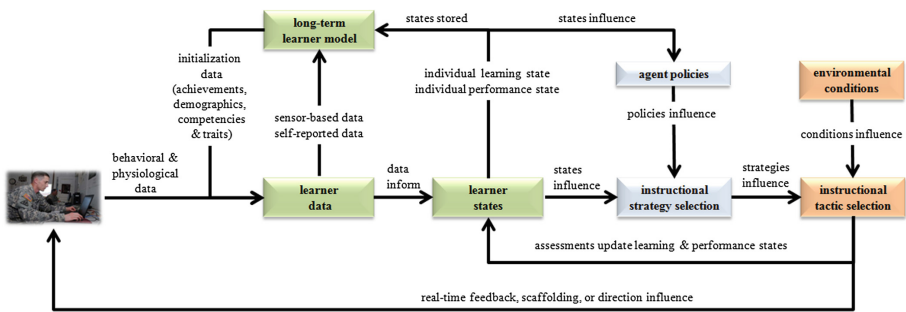 long-term
learner model
states stored
states influence
initialization
data
(achievements,
demographics,
competencies
& traits)
individual learning state
individual performance state
agent policies
environmental
conditions
sensor-based data
self-reported data
policies influence
conditions influence
behavioral &
physiological
data
learner
data
data
inform
learner
states
states
influence
instructional
strategy selection
strategies
influence
instructional
tactic selection
assessments update learning & performance states
real-time feedback, scaffolding, or direction influence